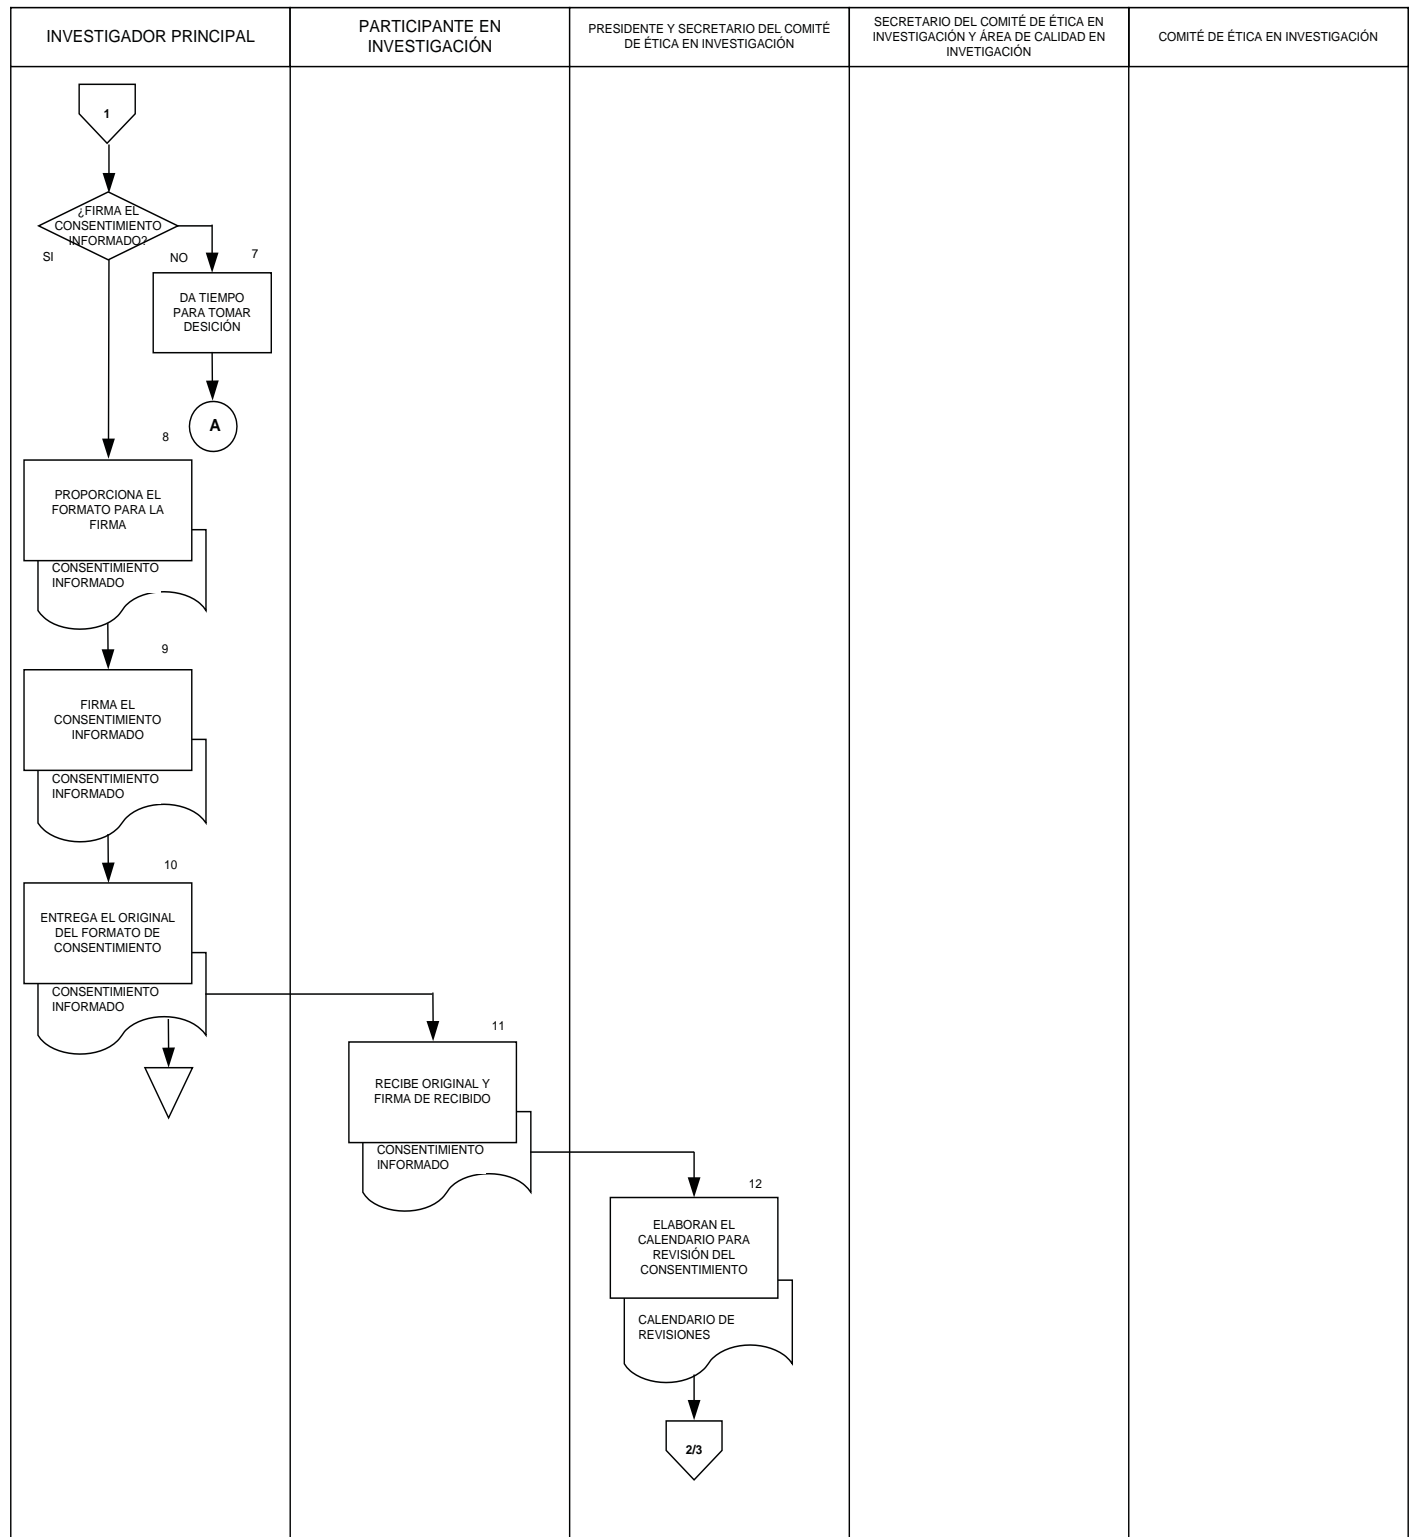 INVESTIGADOR PRINCIPAL
PARTICIPANTE EN
INVESTIGACIÓN
PRESIDENTE Y SECRETARIO DEL COMITÉ
DE ÉTICA EN INVESTIGACIÓN
SECRETARIO DEL COMITÉ DE ÉTICA EN
INVESTIGACIÓN Y ÁREA DE CALIDAD EN
INVETIGACIÓN
COMITÉ DE ÉTICA EN INVESTIGACIÓN
1
¿FIRMA EL
CONSENTIMIENTO
INFORMADO?
SI
NO
7
DA TIEMPO
PARA TOMAR
DESICIÓN
A
8
PROPORCIONA EL
FORMATO PARA LA
FIRMA
CONSENTIMIENTO
INFORMADO
9
FIRMA EL
CONSENTIMIENTO
INFORMADO
CONSENTIMIENTO
INFORMADO
10
ENTREGA EL ORIGINAL
DEL FORMATO DE
CONSENTIMIENTO
CONSENTIMIENTO
INFORMADO
11
RECIBE ORIGINAL Y
FIRMA DE RECIBIDO
CONSENTIMIENTO
INFORMADO
12
ELABORAN EL
CALENDARIO PARA
REVISIÓN DEL
CONSENTIMIENTO
CALENDARIO DE
REVISIONES
2/3